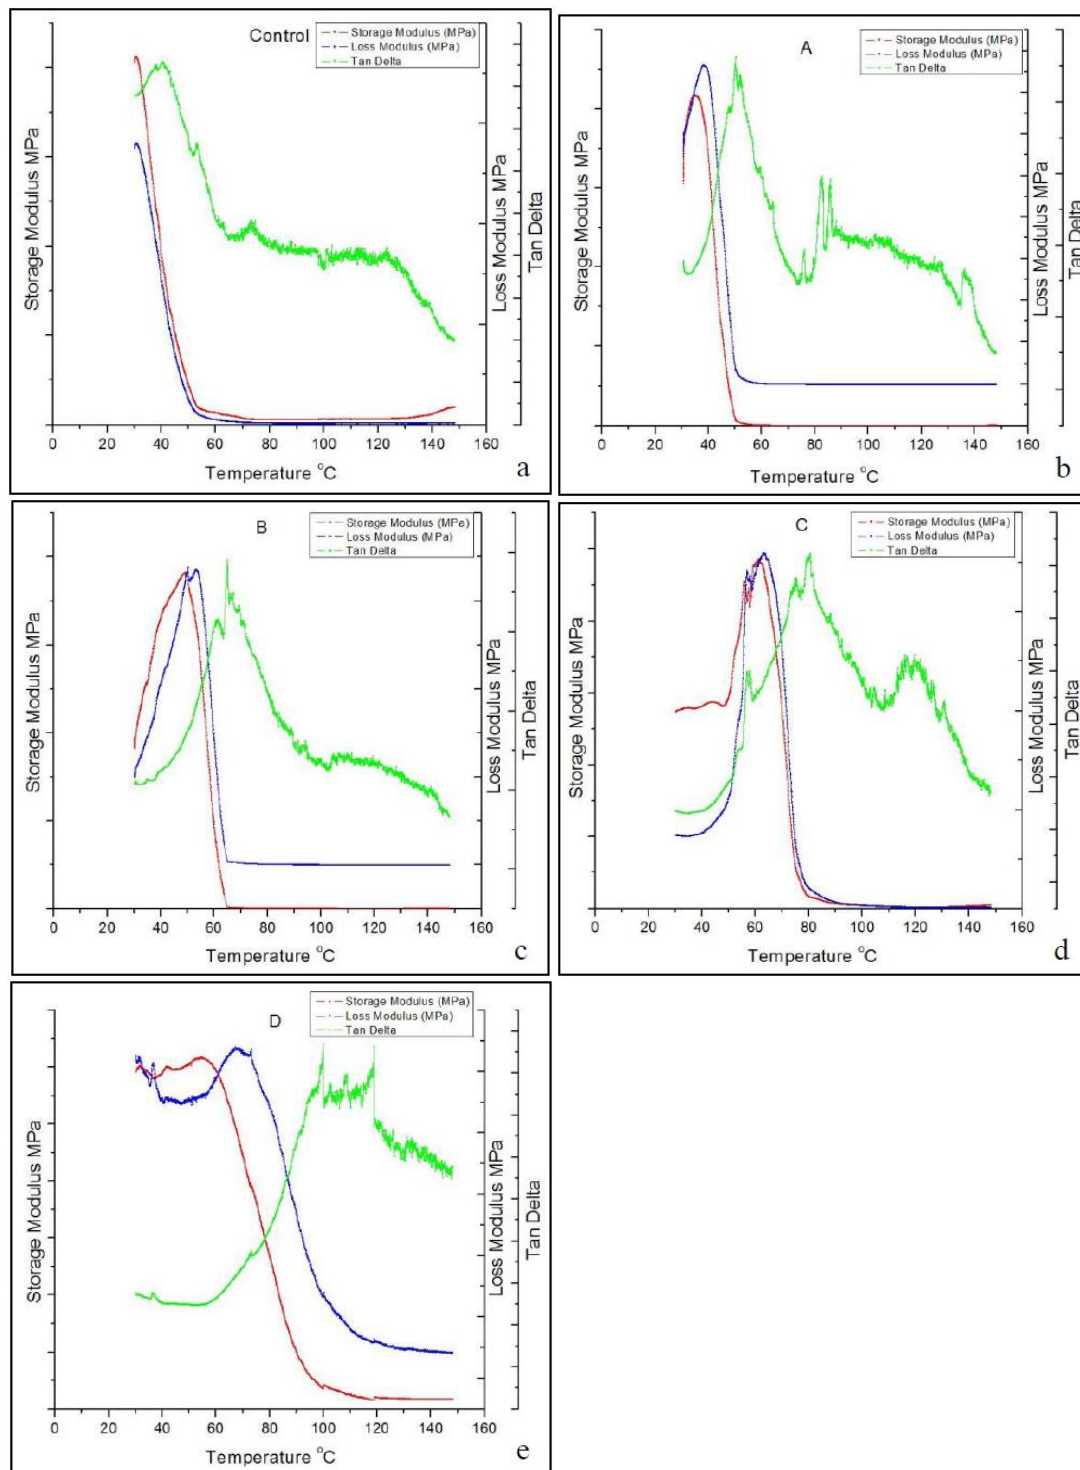 Control
Storage Modulus (MPa)
Loss Modulus (MPa)
Tan Delta
Storage Modulus MPa
Loss Modulus MPa
Tan Delta
0 20 40 60 80 100 120 140 160
Temperature °C
a
A
Storage Modulus (MPa)
Loss Modulus (MPa)
Tan Delta
Storage Modulus MPa
Loss Modulus MPa
Tan Delta
0 20 40 60 80 100 120 140 160
Temperature °C
b
B
Storage Modulus (MPa)
Loss Modulus (MPa)
Tan Delta
Storage Modulus MPa
Loss Modulus MPa
Tan Delta
0 20 40 60 80 100 120 140 160
Temperature °C
c
C
Storage Modulus (MPa)
Loss Modulus (MPa)
Tan Delta
Storage Modulus MPa
Loss Modulus MPa
Tan Delta
0 20 40 60 80 100 120 140 160
Temperature °C
d
D
Storage Modulus (MPa)
Loss Modulus (MPa)
Tan Delta
Storage Modulus MPa
Loss Modulus MPa
Tan Delta
0 20 40 60 80 100 120 140 160
Temperature °C
e